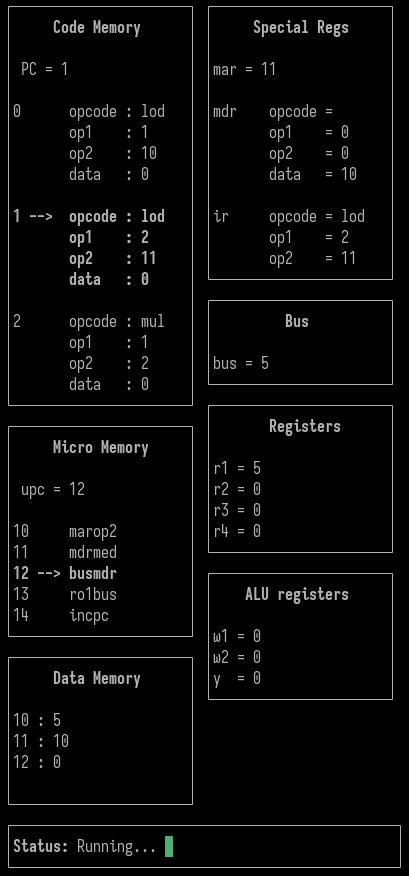 Code Memory
PC = 1
0 opcode : lod
op1 : 1
op2 : 10
data : 0
1 --> opcode : lod
op1 : 2
op2 : 11
data : 0
2 opcode : mul
op1 : 1
op2 : 2
data : 0
Micro Memory
upc = 12
10 marop2
11 mdrmed
12 --> busmdr
13 ro1bus
14 incpc
Data Memory
10 : 5
11 : 10
12 : 0
Special Regs
mar = 11
mdr opcode =
op1 = 0
op2 = 0
data = 10
ir opcode = lod
op1 = 2
op2 = 11
Bus
bus = 5
Registers
r1 = 5
r2 = 0
r3 = 0
r4 = 0
ALU registers
w1 = 0
w2 = 0
y = 0
Status: Running...